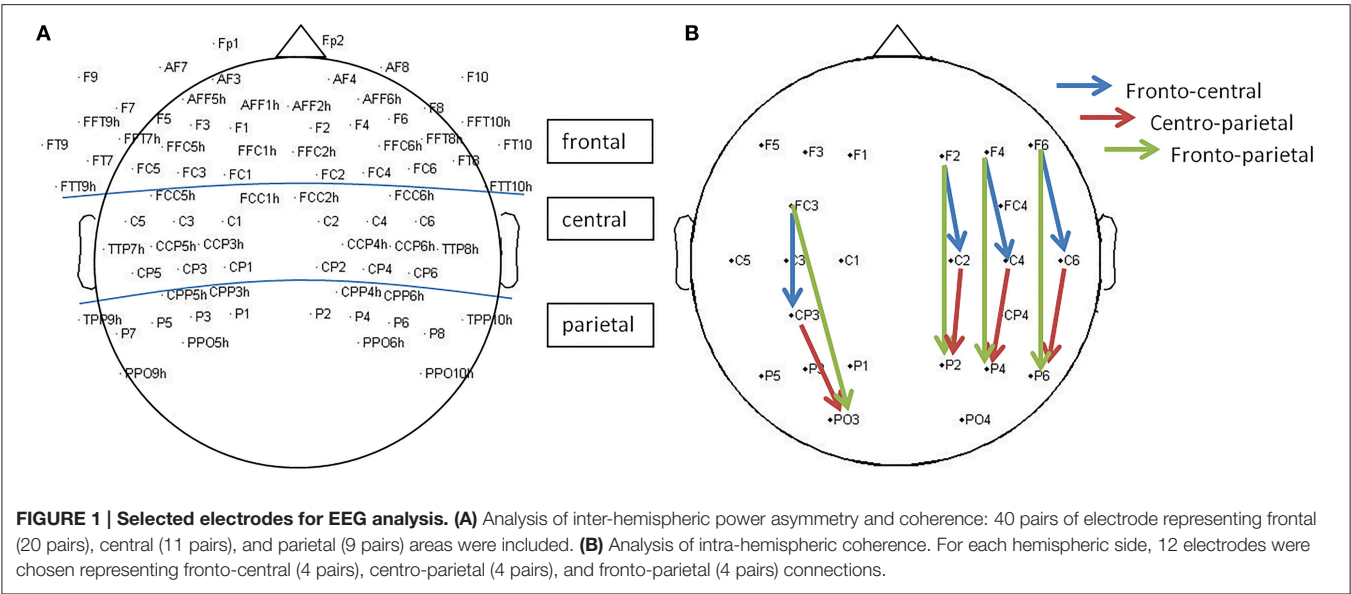 A
Fp1 Fp2
AF7 AF8
F9 AF3 AF4 F10
AFF5h AFF1h AFF2h AFF6h
F7 F8
FFT9h F5 F3 F1 F2 F4 F6 FFT10h
FT9 FFT7h FFC5h FFC1h FFC2h FFC6h FFT8h FT10
FT7 FT8
FC5 FC3 FC1 FC2 FC4 FC6
FTT9h FTT10h
FCC5h FCC1h FCC2h FCC6h
C5 C3 C1 C2 C4 C6
TTP7h CCP5h CCP3h CCP4h CCP6h TTP8h
CP5 CP3 CP1 CP2 CP4 CP6
CPP5h CPP3h CPP4h CPP6h
TPP9h P5 P3 P1 P2 P4 P6 TPP10h
P7 P8
PPO5h PPO6h
PPO9h PPO10h
frontal
central
parietal
B
Fronto-central
Centro-parietal
Fronto-parietal
F5 F3 F1 F2 F4 F6
FC3 FC4
C5 C3 C1 C2 C4 C6
CP3 CP4
P5 P3 P1 P2 P4 P6
PO3 PO4
FIGURE 1 | Selected electrodes for EEG analysis. (A) Analysis of inter-hemispheric power asymmetry and coherence: 40 pairs of electrode representing frontal
(20 pairs), central (11 pairs), and parietal (9 pairs) areas were included. (B) Analysis of intra-hemispheric coherence. For each hemispheric side, 12 electrodes were
chosen representing fronto-central (4 pairs), centro-parietal (4 pairs), and fronto-parietal (4 pairs) connections.